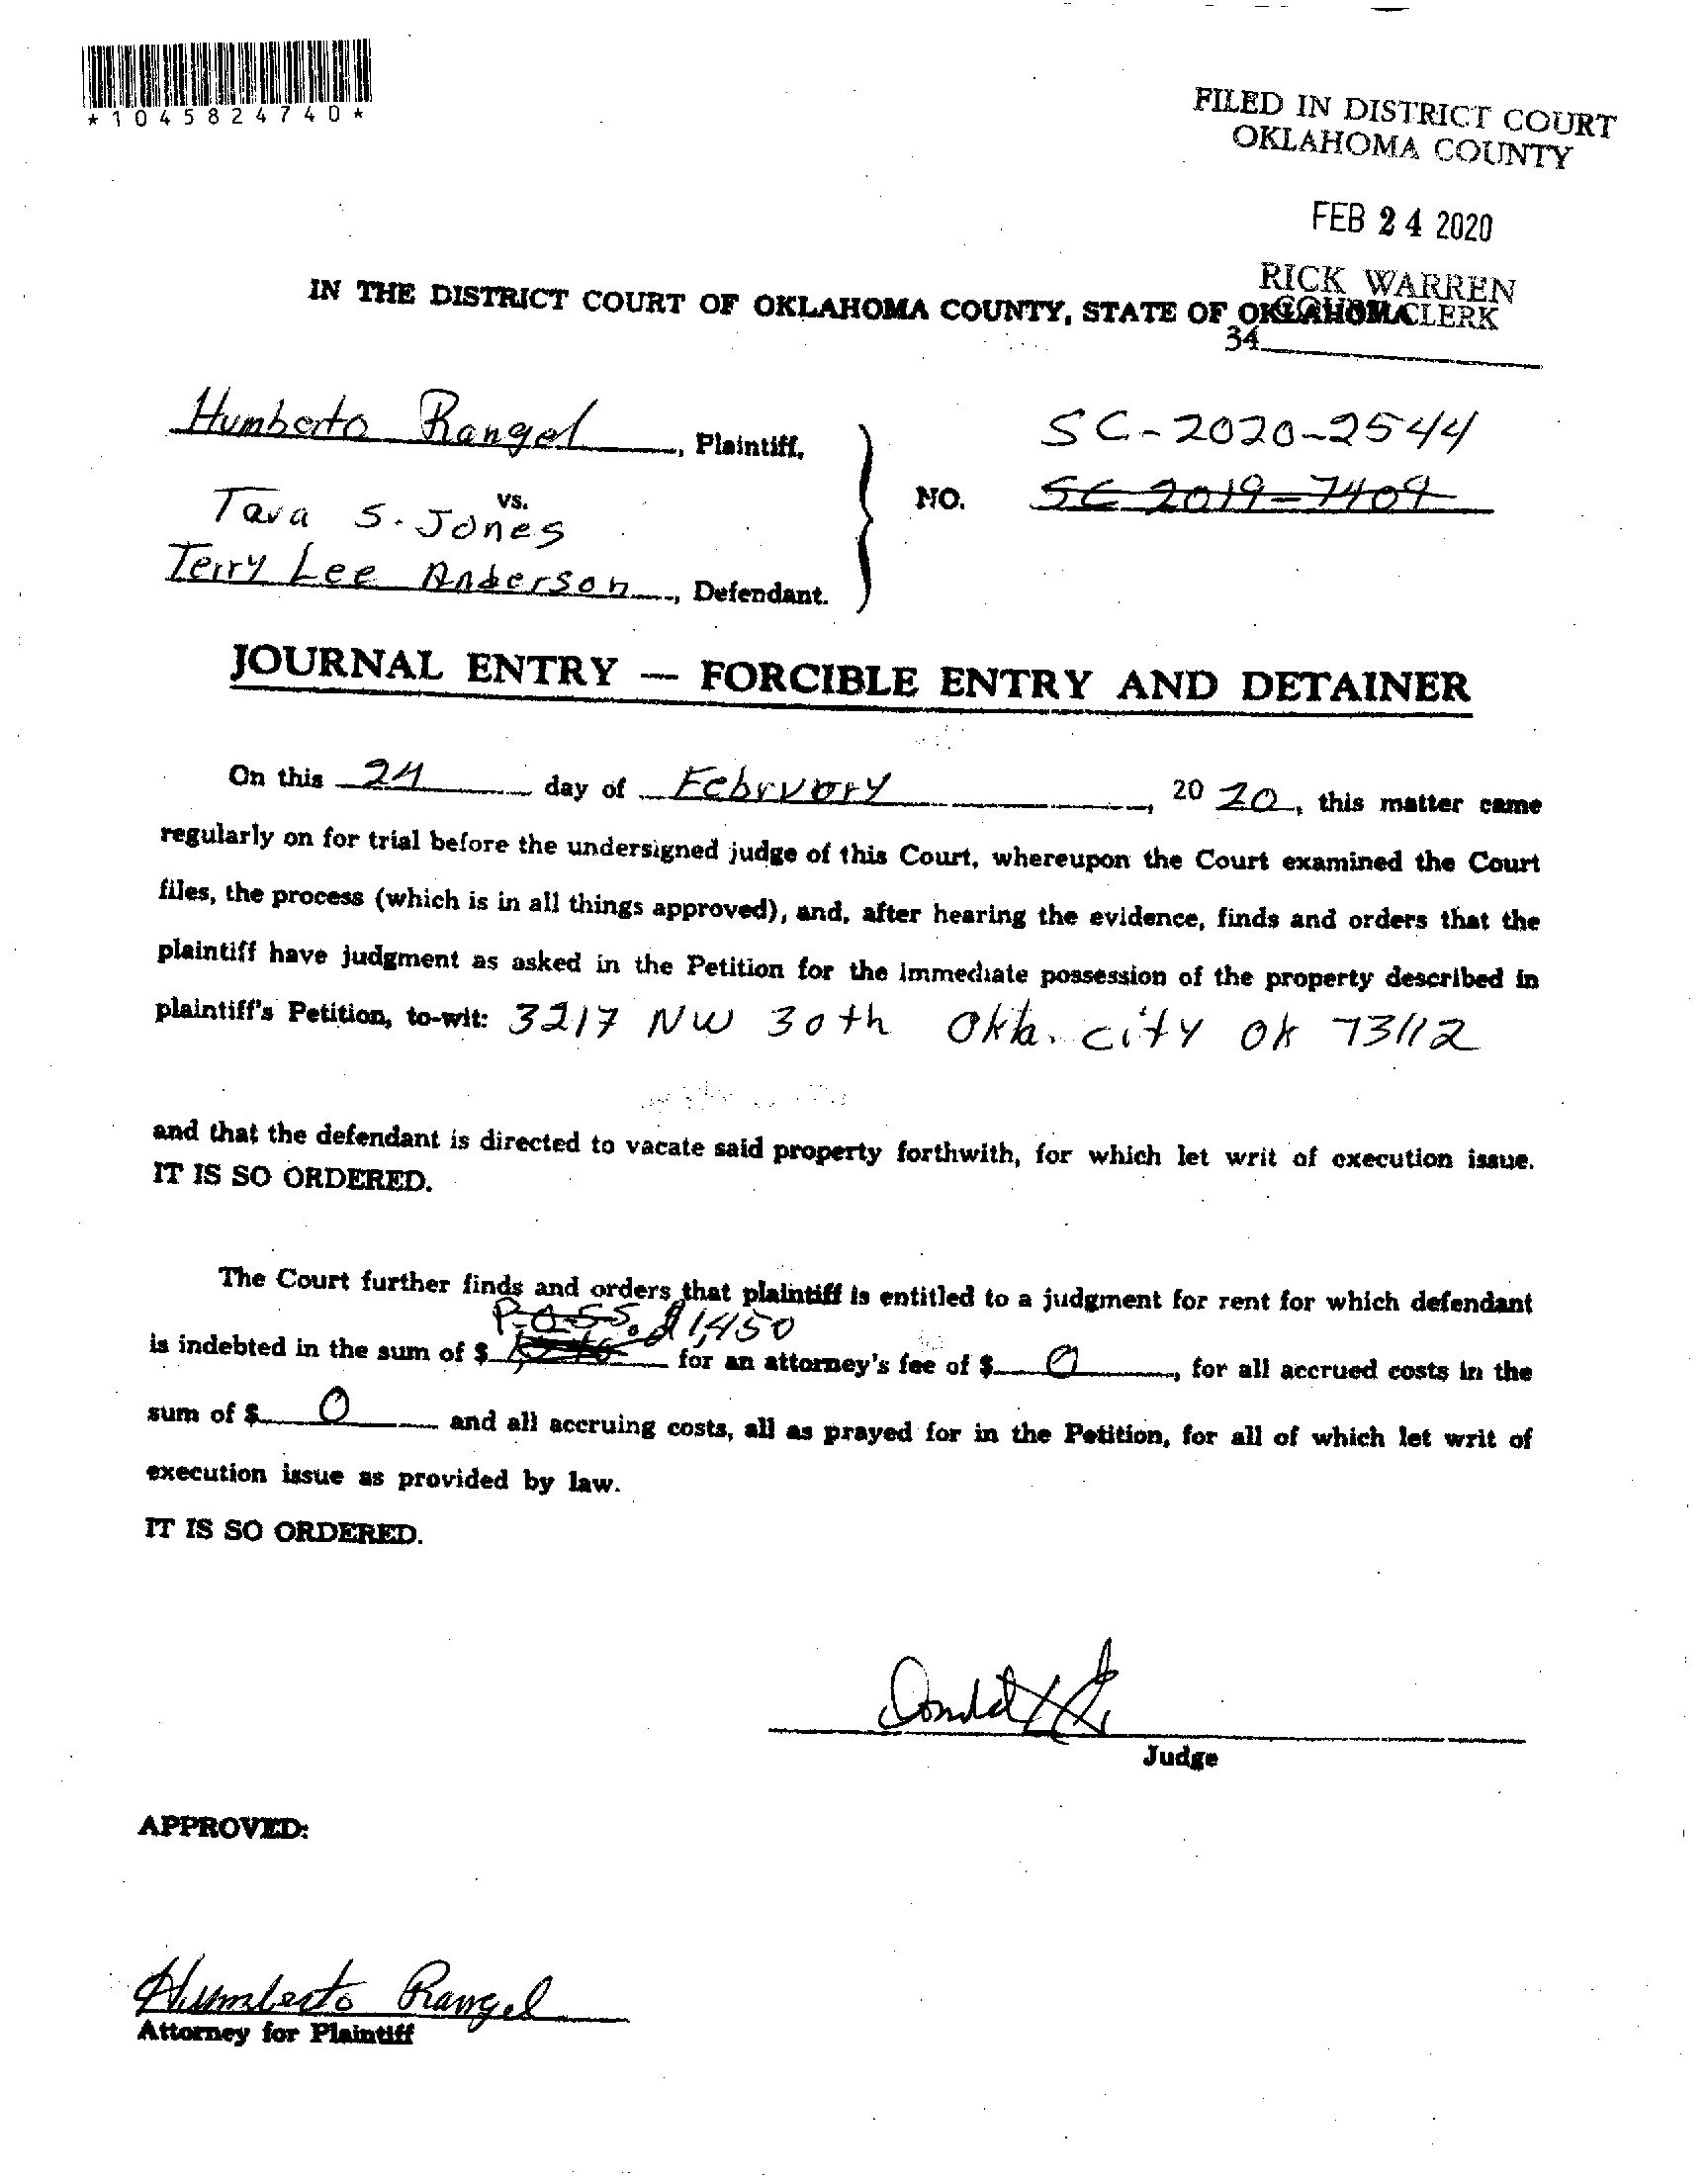 *1045824740*
FILED IN DISTRICT COURT
OKLAHOMA COUNTY
FEB 24 2020
RICK WARREN
COURT CLERK
34
IN THE DISTRICT COURT OF OKLAHOMA COUNTY, STATE OF OKLAHOMA
Humberto Rangel, Plaintiff,
vs.
Tava S. Jones
Terry Lee Anderson, Defendant.
SC-2020-2544
NO. SC 2019-7409
JOURNAL ENTRY — FORCIBLE ENTRY AND DETAINER
On this 24 day of February, 20 20, this matter came
regularly on for trial before the undersigned judge of this Court, whereupon the Court examined the Court
files, the process (which is in all things approved), and, after hearing the evidence, finds and orders that the
plaintiff have judgment as asked in the Petition for the immediate possession of the property described in
plaintiff's Petition, to-wit: 3217 NW 30th Okla. city ok 73112
and that the defendant is directed to vacate said property forthwith, for which let writ of execution issue.
IT IS SO ORDERED.
The Court further finds and orders that plaintiff is entitled to a judgment for rent for which defendant
1,450
is indebted in the sum of $ for an attorney's fee of $ 0, for all accrued costs in the
sum of $ 0 and all accruing costs, all as prayed for in the Petition, for all of which let writ of
execution issue as provided by law.
IT IS SO ORDERED.
Judge
APPROVED:
Humberto Rangel
Attorney for Plaintiff